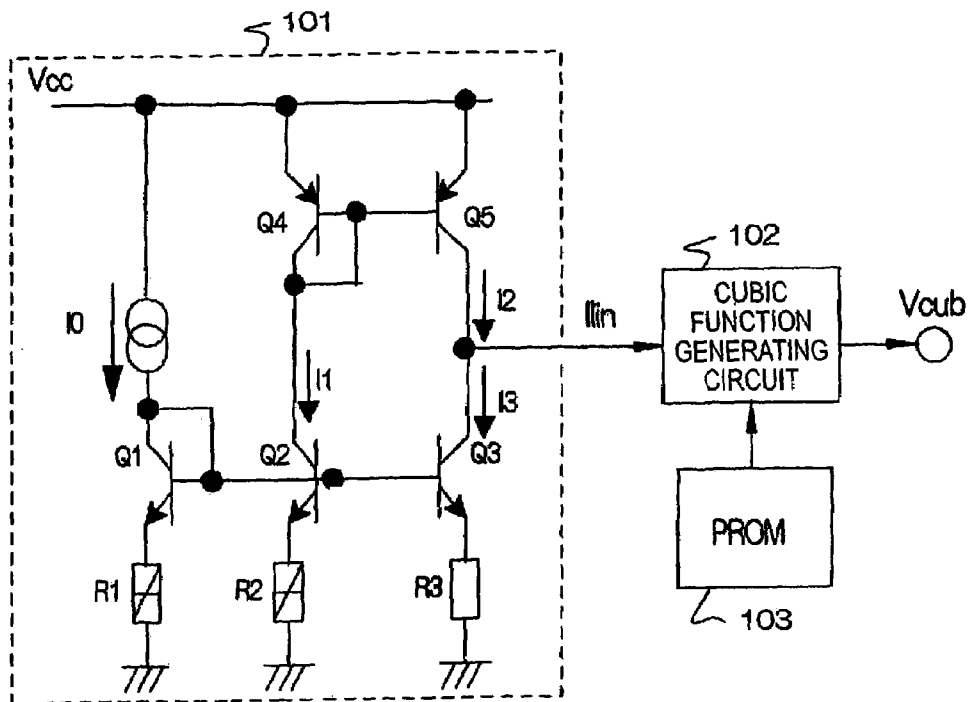 101
Vcc
Q4
Q5
102
I2
Ilin
CUBIC
FUNCTION
GENERATING
CIRCUIT
Vcub
I0
I1
I3
Q1
Q2
Q3
PROM
R1
R2
R3
103